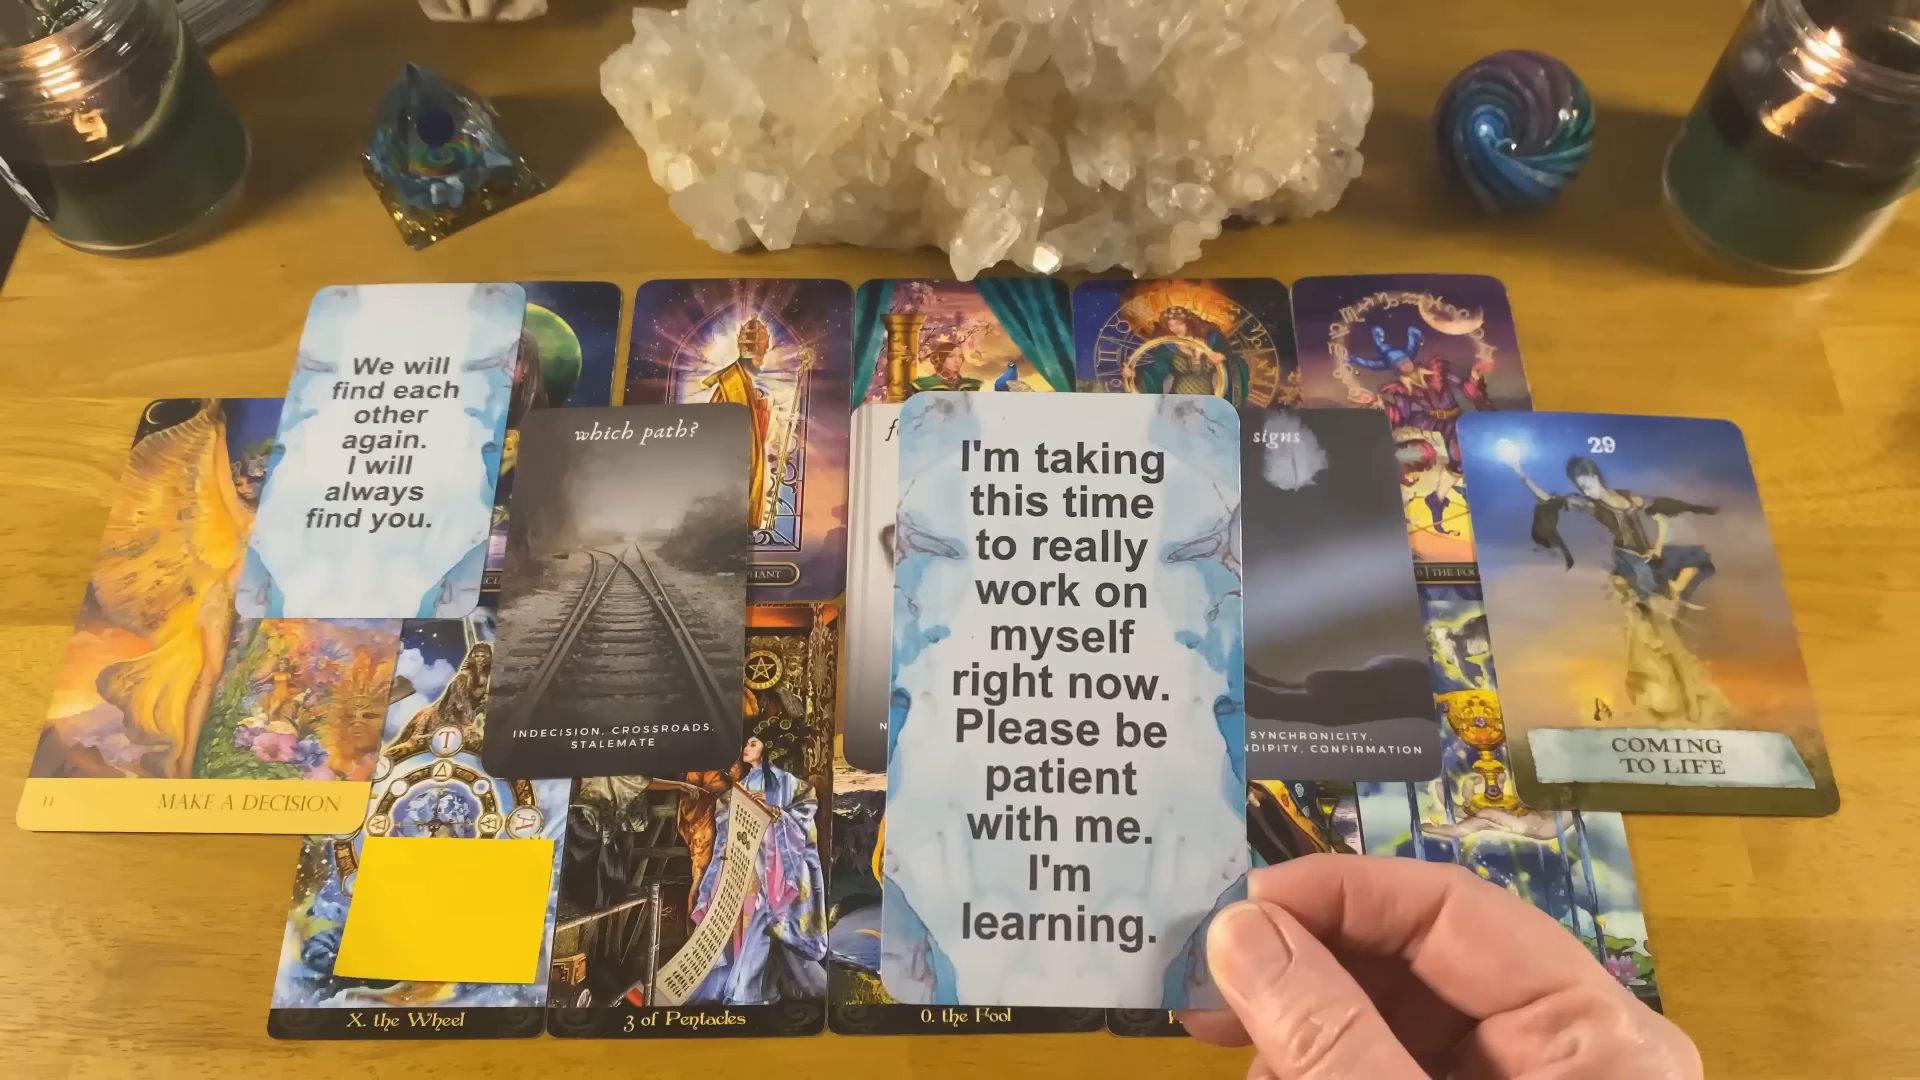 We will
find each
other
again.
I will
always
find you.
which path?
INDECISION, CROSSROADS,
STALEMATE
I'm taking
this time
to really
work on
myself
right now.
Please be
patient
with me.
I'm
learning.
signs
SYNCHRONICITY,
CONFIRMATION
29
COMING
TO LIFE
11
MAKE A DECISION
T
A
X. the Wheel
3 of Pentacles
0. the Fool